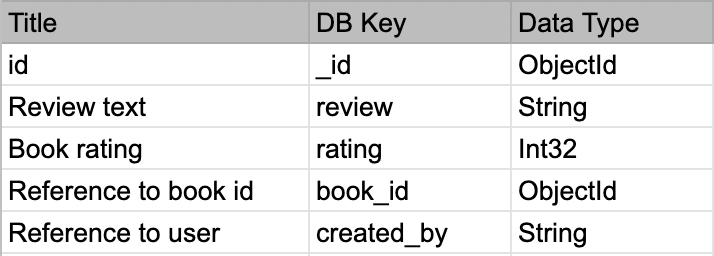 Title DB Key Data Type
id _id ObjectId
Review text review String
Book rating rating Int32
Reference to book id book_id ObjectId
Reference to user created_by String